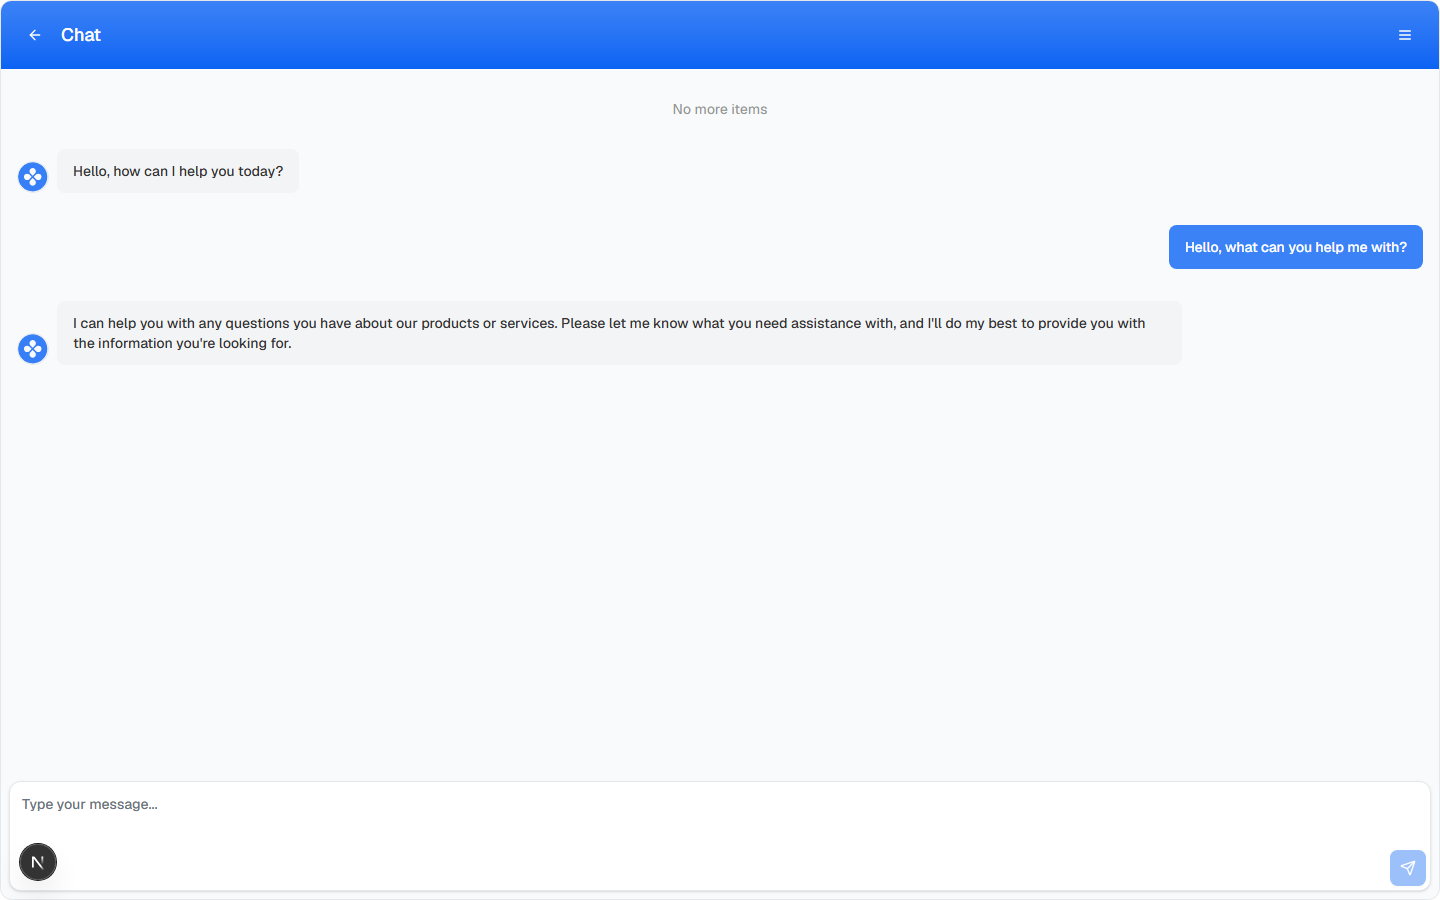 Chat
No more items
Hello, how can I help you today?
Hello, what can you help me with?
I can help you with any questions you have about our products or services. Please let me know what you need assistance with, and I'll do my best to provide you with
the information you're looking for.
Type your message...
N